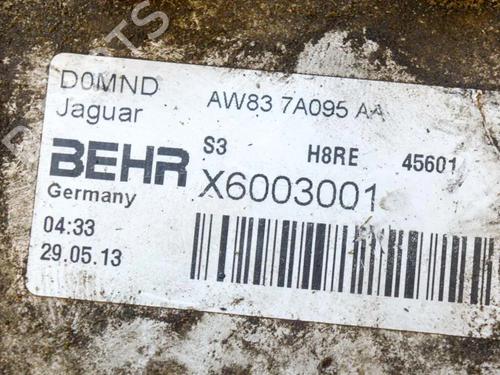 D0MND
Jaguar
AW83 7A095 AA
BEHR
Germany
S3 H8RE 45601
X6003001
04:33
29.05.13